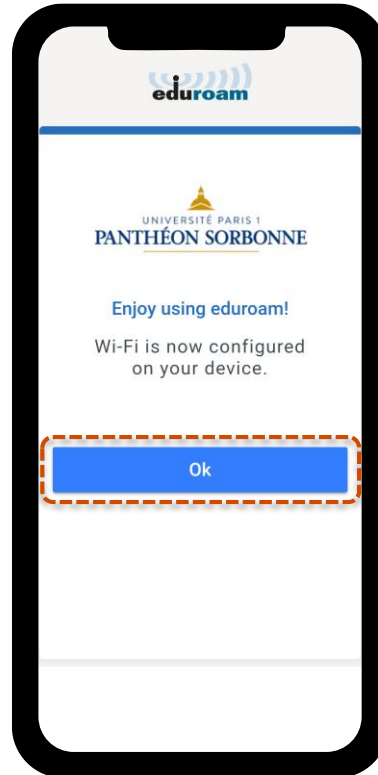 eduroam
UNIVERSITÉ PARIS 1
PANTHÉON SORBONNE
Enjoy using eduroam!
Wi-Fi is now configured
on your device.
Ok